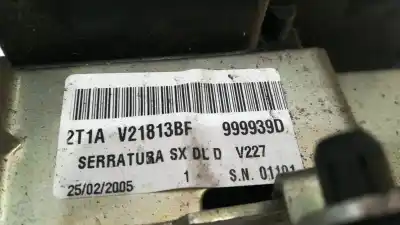 2T1A V21813BF 999939D
SERRATURA SX DL D V227
25/02/2005 1 S.N. 01101